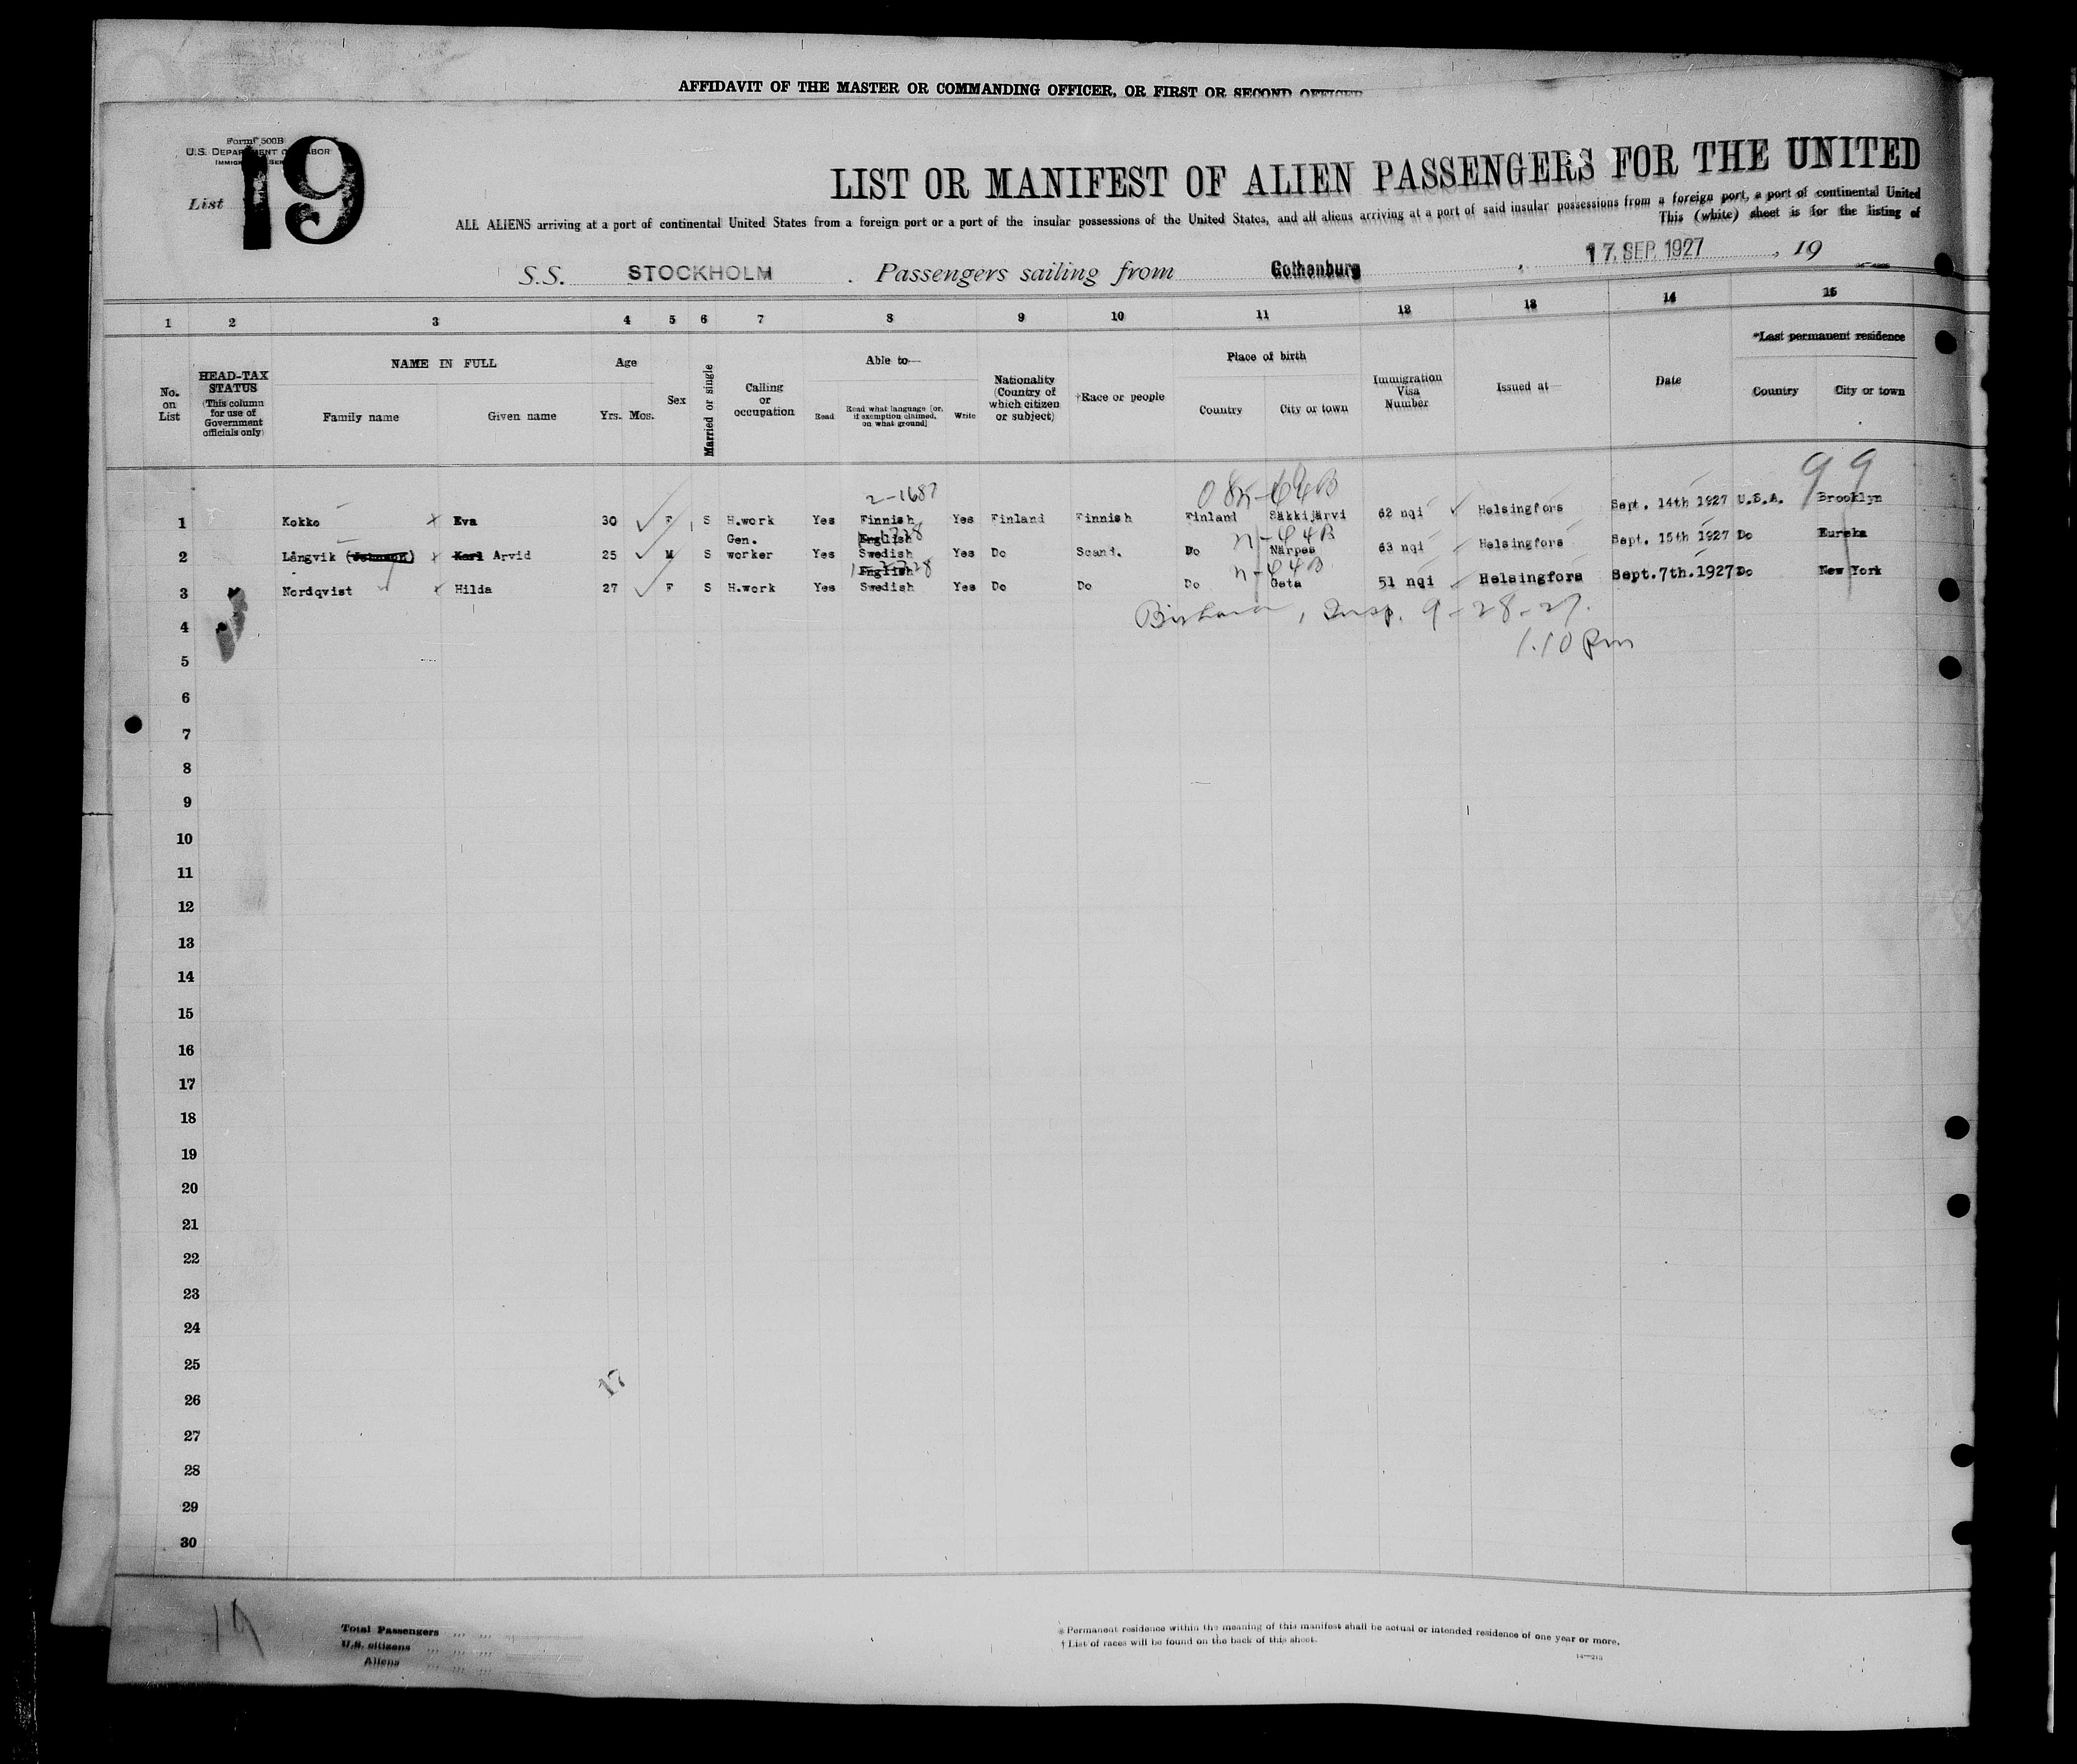 AFFIDAVIT OF THE MASTER OR COMMANDING OFFICER, OR FIRST OR SECOND OFFICER
Form 500B
U.S. DEPARTMENT OF LABOR
List 19
LIST OR MANIFEST OF ALIEN PASSENGERS FOR THE UNITED
ALL ALIENS arriving at a port of continental United States from a foreign port or a port of the insular possessions of the United States, and all aliens arriving at a port of said insular possessions from a foreign port, a port of continental United
This (white) sheet is for the listing of
S.S. STOCKHOLM . Passengers sailing from Gothenburg , 17. SEP. 1927 , 19
1 2 3 4 5 6 7 8 9 10 11 12 13 14 15
No. on List
HEAD-TAX STATUS (This column for use of Government officials only)
NAME IN FULL
Family name Given name
Age
Yrs. Mos.
Sex
Married or single
Calling or occupation
Able to—
Read Read what language [or, if exemption claimed, on what ground] Write
Nationality (Country of which citizen or subject)
†Race or people
Place of birth
Country City or town
Immigration Visa Number
Issued at—
Date
*Last permanent residence
Country City or town
99
2-1687
1 Kokko x Eva 30 F S H.work Yes Finnish Yes Finland Finnish Finland Säkkijärvi 62 nqi Helsingfors Sept. 14th 1927 U.S.A. Brooklyn
Gen. English
2 Långvik (Johnson) x Karl Arvid 25 M S worker Yes Swedish Yes Do Scand. Do Närpes 63 nqi Helsingfors Sept. 15th 1927 Do Eureka
English
3 Nordqvist x Hilda 27 F S H.work Yes Swedish Yes Do Do Do Geta 51 nqi Helsingfors Sept.7th.1927 Do New York
Insp. 9-28-27.
4
1.10 pm
5
6
7
8
9
10
11
12
13
14
15
16
17
18
19
20
21
22
23
24
25
17
26
27
28
29
30
19
Total Passengers
U.S. citizens
Aliens
* Permanent residence within the meaning of this manifest shall be actual or intended residence of one year or more.
† List of races will be found on the back of this sheet.
14—213